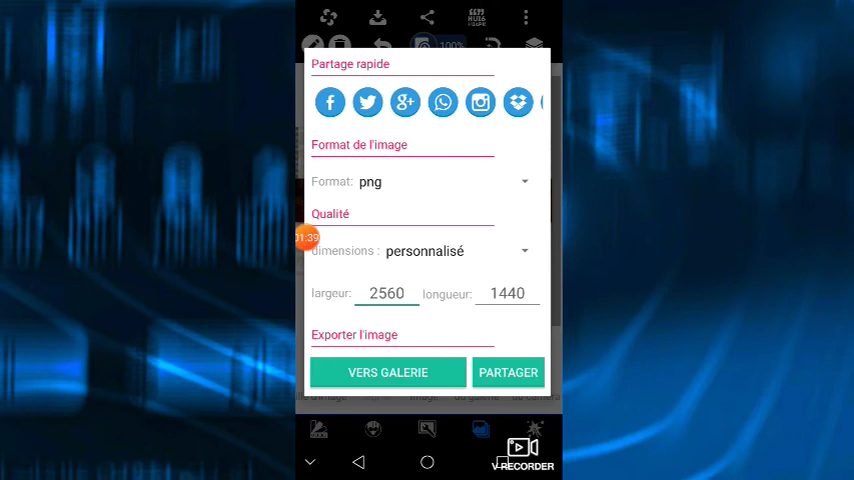 100%
Partage rapide
Format de l'image
Format: png
Qualité
01:39
dimensions : personnalisé
largeur: 2560 longueur: 1440
Exporter l'image
VERS GALERIE PARTAGER
V RECORDER